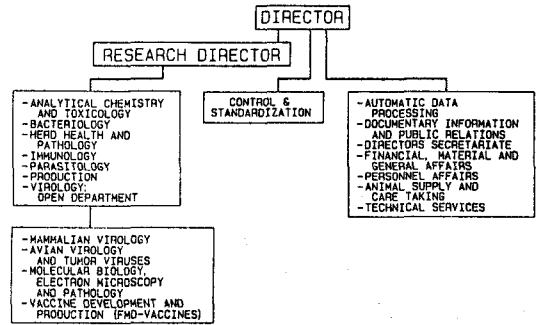 DIRECTOR
RESEARCH DIRECTOR
-ANALYTICAL CHEMISTRY
AND TOXICOLOGY
-BACTERIOLOGY
-HERD HEALTH AND
PATHOLOGY
-IMMUNOLOGY
-PARASITOLOGY
-PRODUCTION
-VIROLOGY:
OPEN DEPARTMENT
CONTROL &
STANDARDIZATION
-AUTOMATIC DATA
PROCESSING
-DOCUMENTARY INFORMATION
AND PUBLIC RELATIONS
-DIRECTORS SECRETARIATE
-FINANCIAL, MATERIAL AND
GENERAL AFFAIRS
-PERSONNEL AFFAIRS
-ANIMAL SUPPLY AND
CARE TAKING
-TECHNICAL SERVICES
-MAMMALIAN VIROLOGY
-AVIAN VIROLOGY
AND TUMOR VIRUSES
-MOLECULAR BIOLOGY,
ELECTRON MICROSCOPY
AND PATHOLOGY
-VACCINE DEVELOPMENT AND
PRODUCTION (FMD-VACCINES)